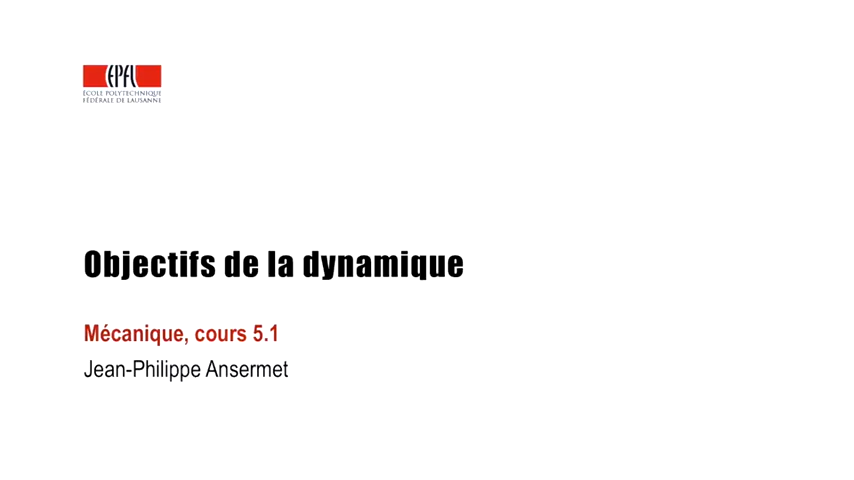 EPFL
ÉCOLE POLYTECHNIQUE
FÉDÉRALE DE LAUSANNE
Objectifs de la dynamique
Mécanique, cours 5.1
Jean-Philippe Ansermet